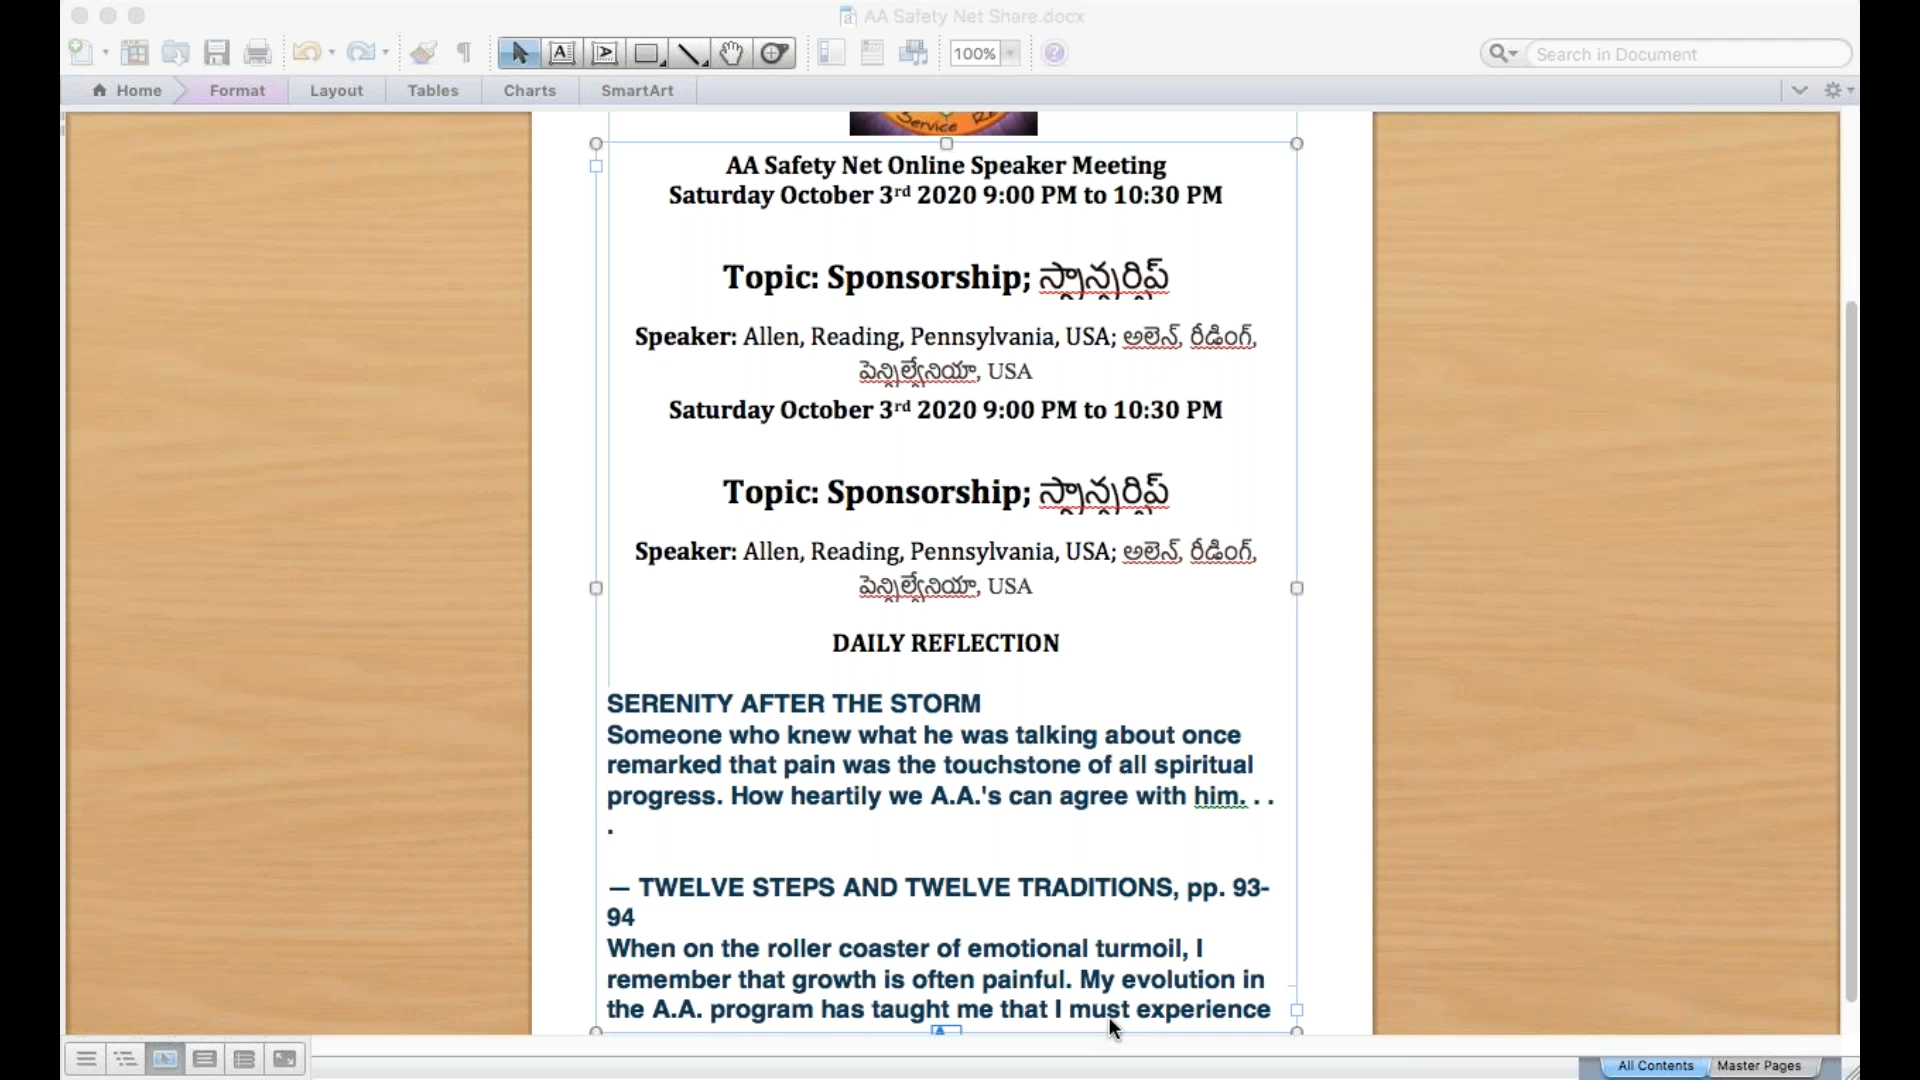 AA Safety Net Share.docx
100%
Search in Document
Home Format Layout Tables Charts SmartArt
Service
AA Safety Net Online Speaker Meeting
Saturday October 3rd 2020 9:00 PM to 10:30 PM
Topic: Sponsorship; స్పాన్సర్షిప్
Speaker: Allen, Reading, Pennsylvania, USA; అలెన్, రీడింగ్,
పెన్సిల్వేనియా, USA
Saturday October 3rd 2020 9:00 PM to 10:30 PM
Topic: Sponsorship; స్పాన్సర్షిప్
Speaker: Allen, Reading, Pennsylvania, USA; అలెన్, రీడింగ్,
పెన్సిల్వేనియా, USA
DAILY REFLECTION
SERENITY AFTER THE STORM
Someone who knew what he was talking about once
remarked that pain was the touchstone of all spiritual
progress. How heartily we A.A.'s can agree with him. . .
.
— TWELVE STEPS AND TWELVE TRADITIONS, pp. 93-
94
When on the roller coaster of emotional turmoil, I
remember that growth is often painful. My evolution in
the A.A. program has taught me that I must experience
All Contents Master Pages